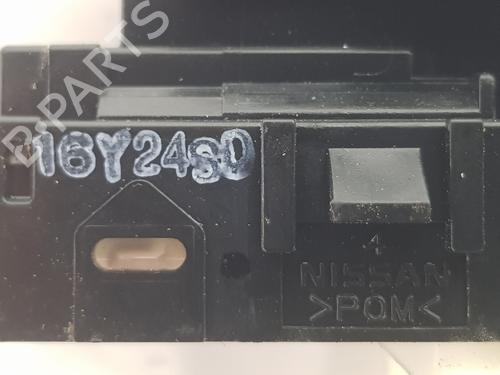 B-PARTS
16Y24S0
4
NISSAN
>POM<